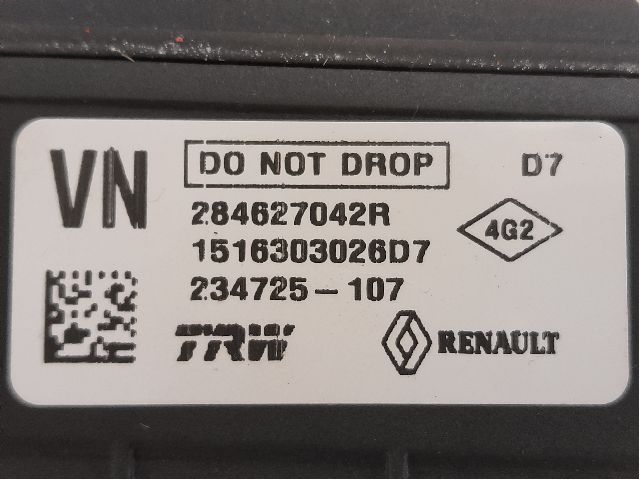 VN
DO NOT DROP
D7
284627042R
4G2
1516303026D7
234725-107
TRW
RENAULT